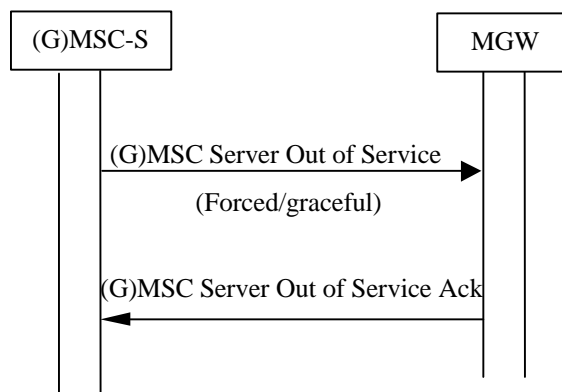 (G)MSC-S
MGW
(G)MSC Server Out of Service
(Forced/graceful)
(G)MSC Server Out of Service Ack